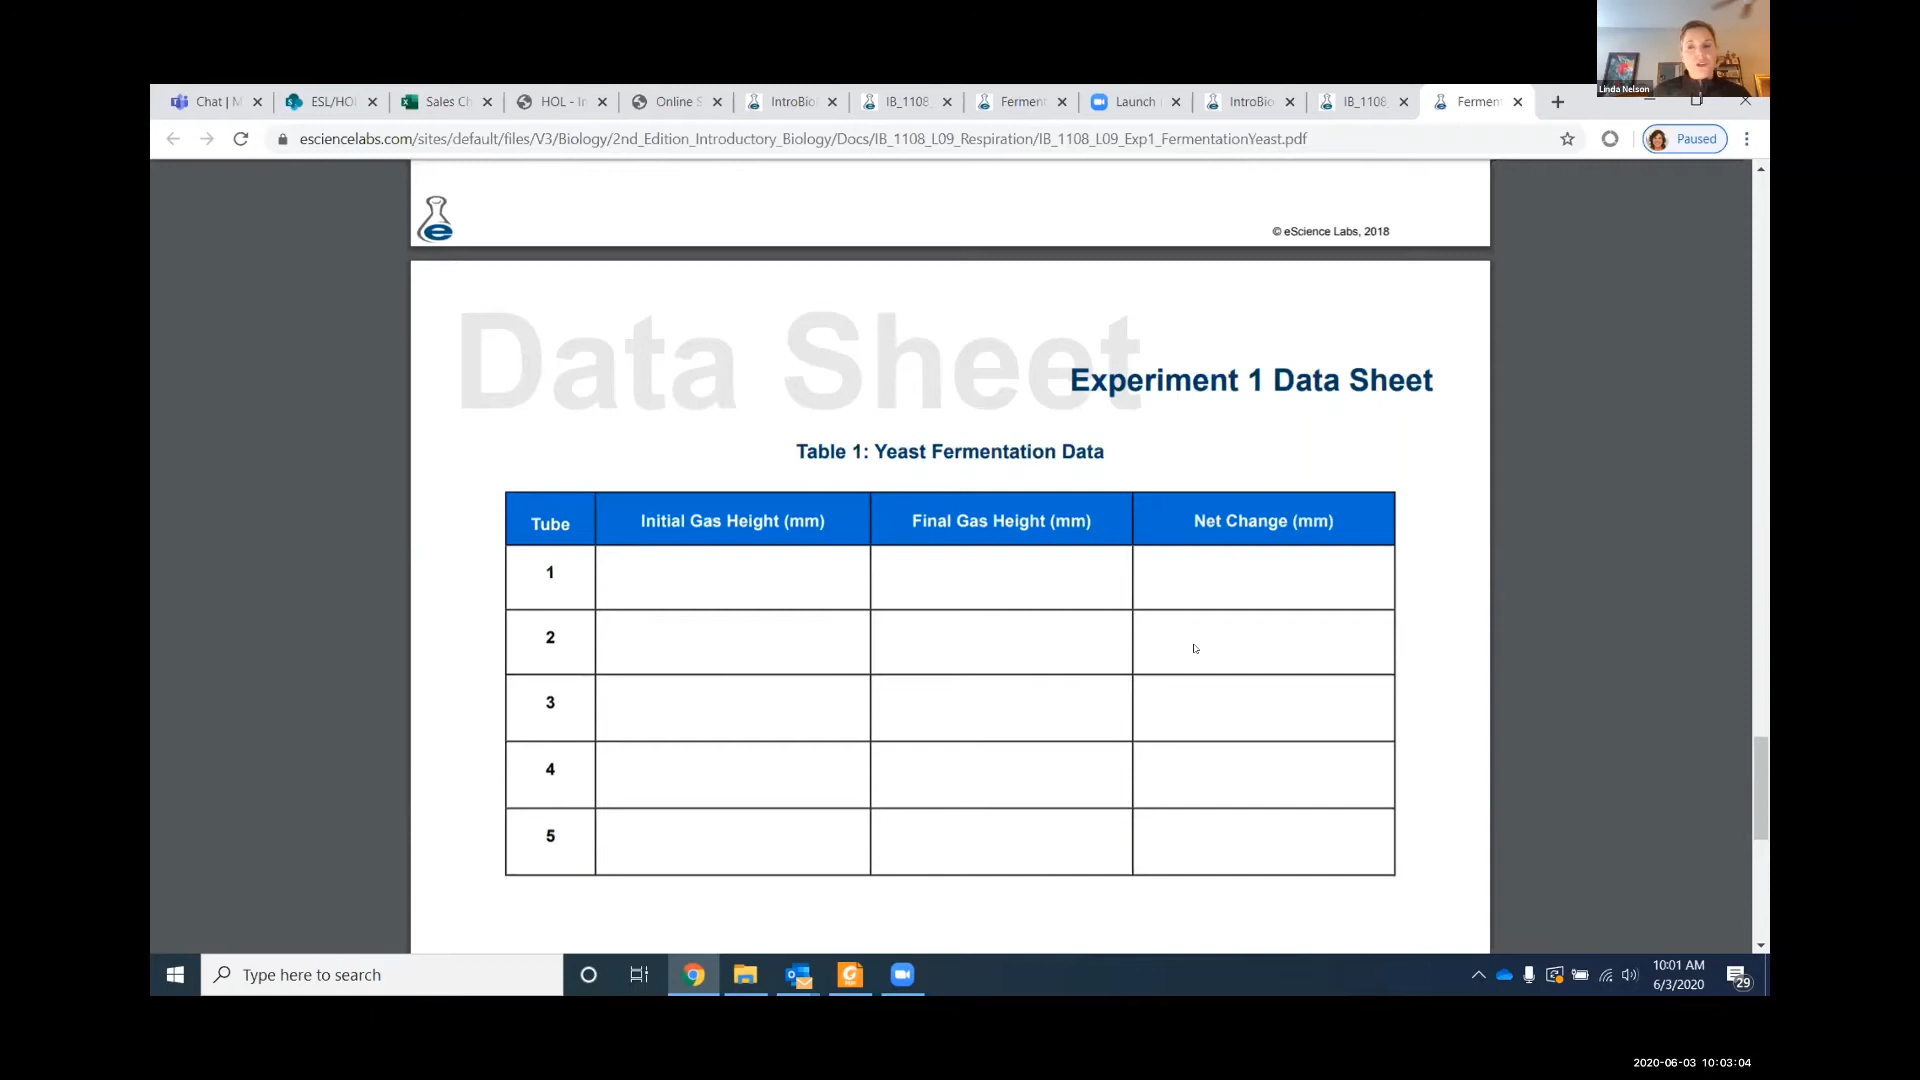 Linda Nelson
Chat | M
ESL/HOL
Sales Ch
HOL - Ir
Online S
IntroBio
IB_1108
Ferment
Launch
IntroBio
IB_1108
Ferment
esciencelabs.com/sites/default/files/V3/Biology/2nd_Edition_Introductory_Biology/Docs/IB_1108_L09_Respiration/IB_1108_L09_Exp1_FermentationYeast.pdf
Paused
© eScience Labs, 2018
Data Sheet
Experiment 1 Data Sheet
Table 1: Yeast Fermentation Data
Tube Initial Gas Height (mm) Final Gas Height (mm) Net Change (mm)
1
2
3
4
5
Type here to search
10:01 AM
6/3/2020
29
2020-06-03 10:03:04